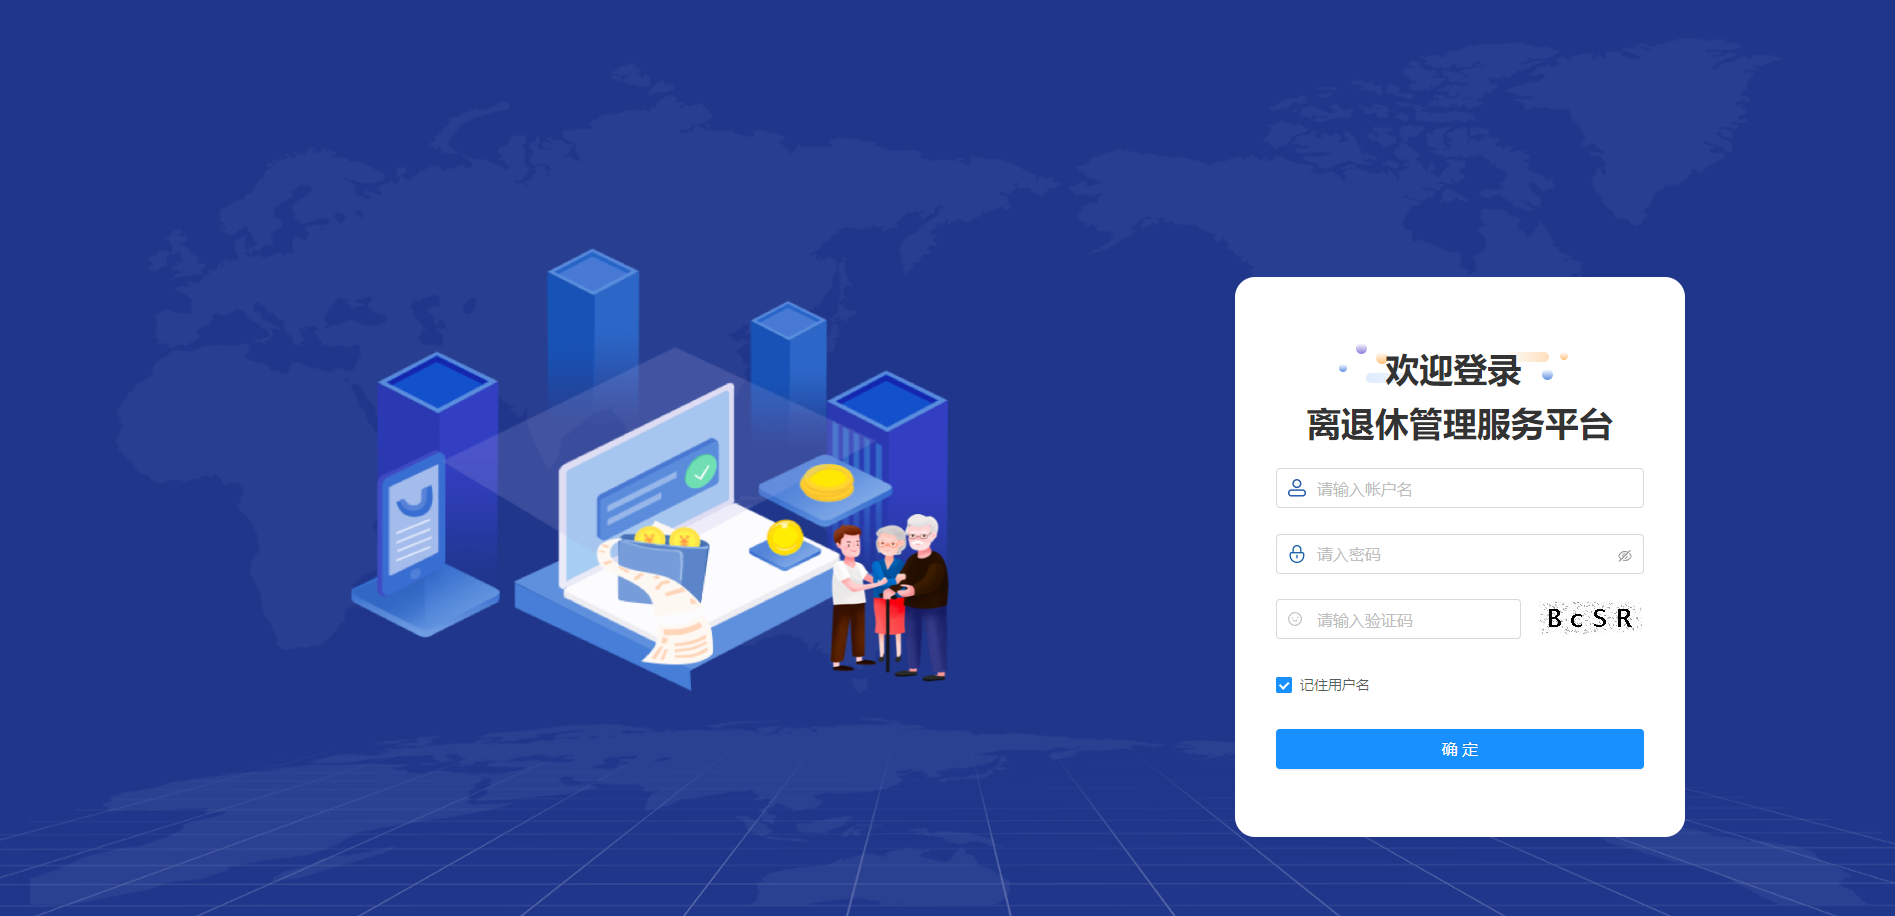 欢迎登录
离退休管理服务平台
请输入帐户名
请入密码
请输入验证码
BcSR
记住用户名
确 定